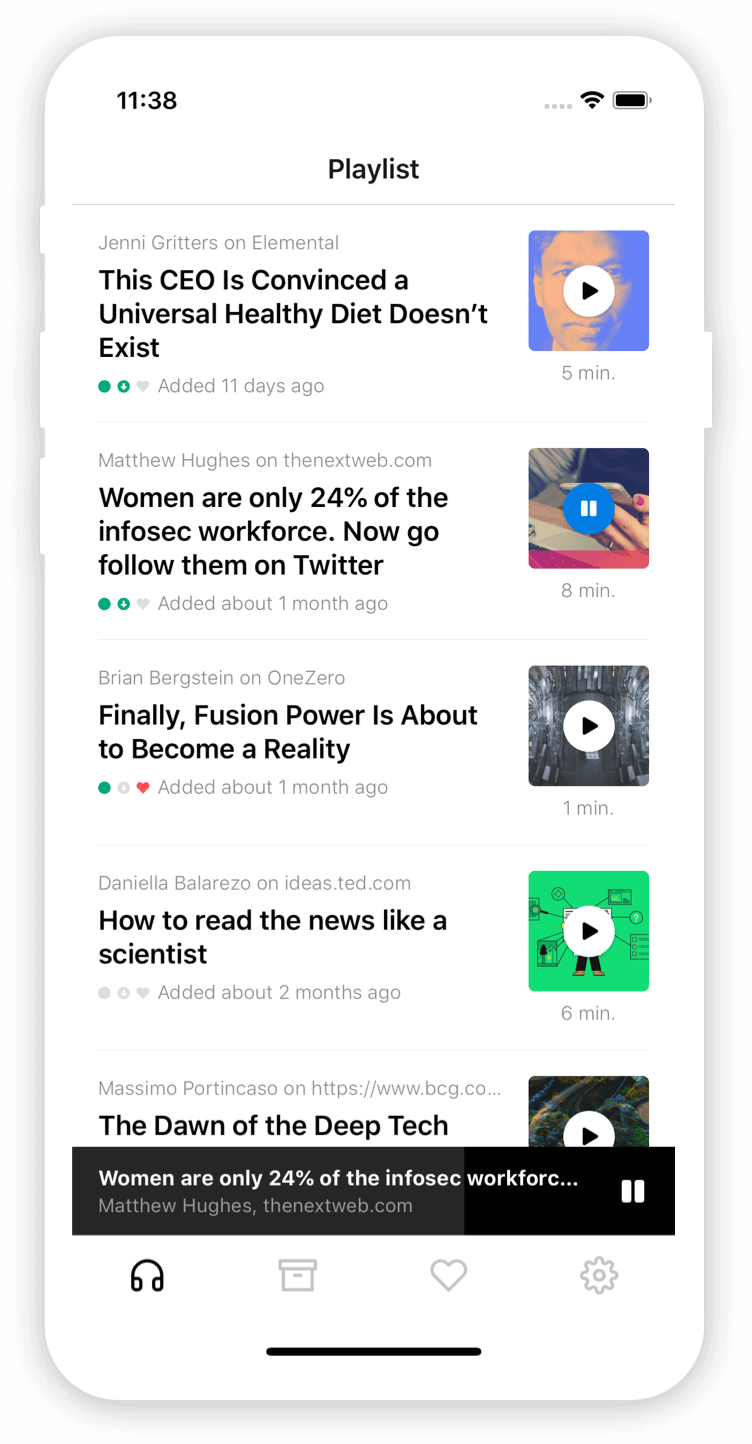 11:38
Playlist
Jenni Gritters on Elemental
This CEO Is Convinced a
Universal Healthy Diet Doesn’t
Exist
Added 11 days ago
5 min.
Matthew Hughes on thenextweb.com
Women are only 24% of the
infosec workforce. Now go
follow them on Twitter
Added about 1 month ago
8 min.
Brian Bergstein on OneZero
Finally, Fusion Power Is About
to Become a Reality
Added about 1 month ago
1 min.
Daniella Balarezo on ideas.ted.com
How to read the news like a
scientist
Added about 2 months ago
6 min.
Massimo Portincaso on https://www.bcg.co...
The Dawn of the Deep Tech
Women are only 24% of the infosec workforc...
Matthew Hughes, thenextweb.com